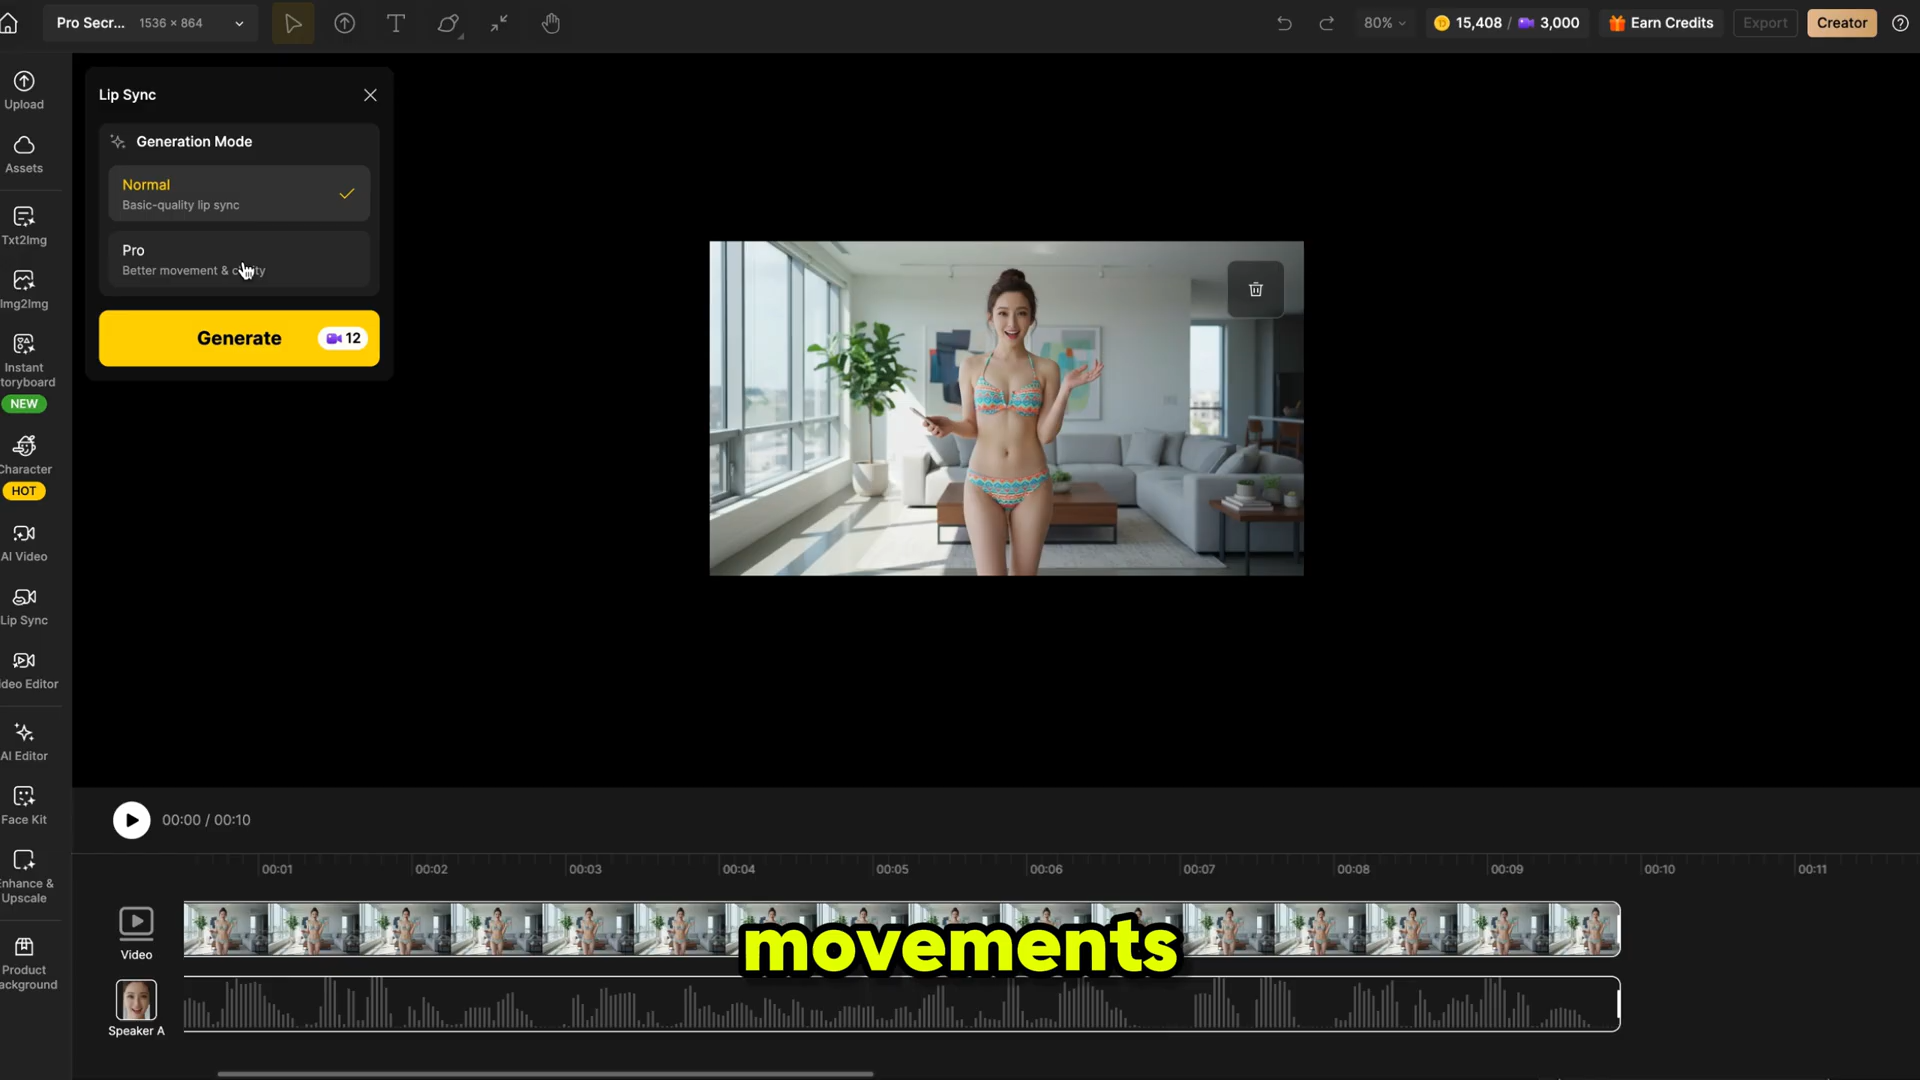 Pro Secr...
1536 × 864
80%
15,408 / 3,000
Earn Credits
Export
Creator
Upload
Assets
Txt2Img
Img2Img
Instant
toryboard
NEW
Character
HOT
AI Video
Lip Sync
ideo Editor
AI Editor
Face Kit
Enhance &
Upscale
Product
ackground
Lip Sync
Generation Mode
Normal
Basic-quality lip sync
Pro
Better movement &
Generate
12
00:00 / 00:10
00:01
00:02
00:03
00:04
00:05
00:06
00:07
00:08
00:09
00:10
00:11
Video
movements
Speaker A